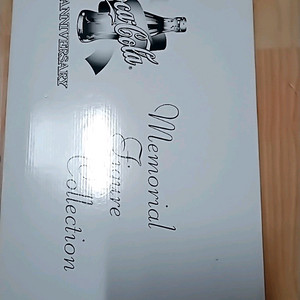 Coca-Cola
ANNIVERSARY
Memorial
Figure
Collection